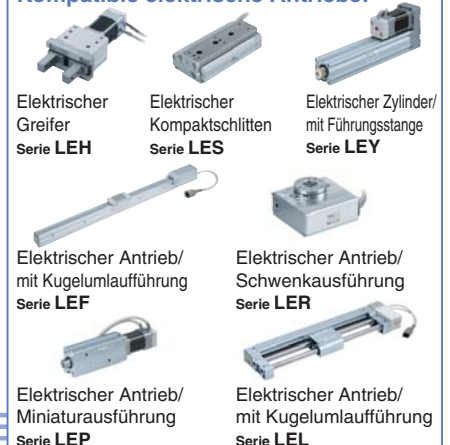 Kompatible elektrische Antriebe:
Elektrischer
Greifer
Serie LEH
Elektrischer
Kompaktschlitten
Serie LES
Elektrischer Zylinder/
mit Führungsstange
Serie LEY
Elektrischer Antrieb/
mit Kugelumlaufführung
Serie LEF
Elektrischer Antrieb/
Schwenkausführung
Serie LER
Elektrischer Antrieb/
Miniaturausführung
Serie LEP
Elektrischer Antrieb/
mit Kugelumlaufführung
Serie LEL